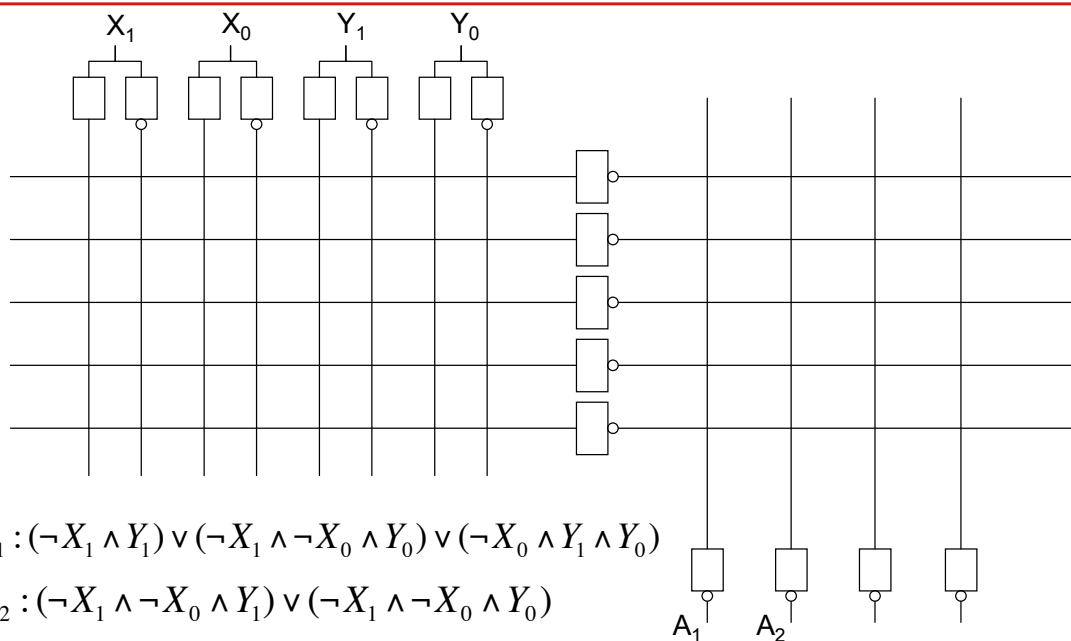 X₁ X₀ Y₁ Y₀
₁ : (¬X₁ ∧ Y₁) ∨ (¬X₁ ∧ ¬X₀ ∧ Y₀) ∨ (¬X₀ ∧ Y₁ ∧ Y₀)
₂ : (¬X₁ ∧ ¬X₀ ∧ Y₁) ∨ (¬X₁ ∧ ¬X₀ ∧ Y₀)
A₁ A₂